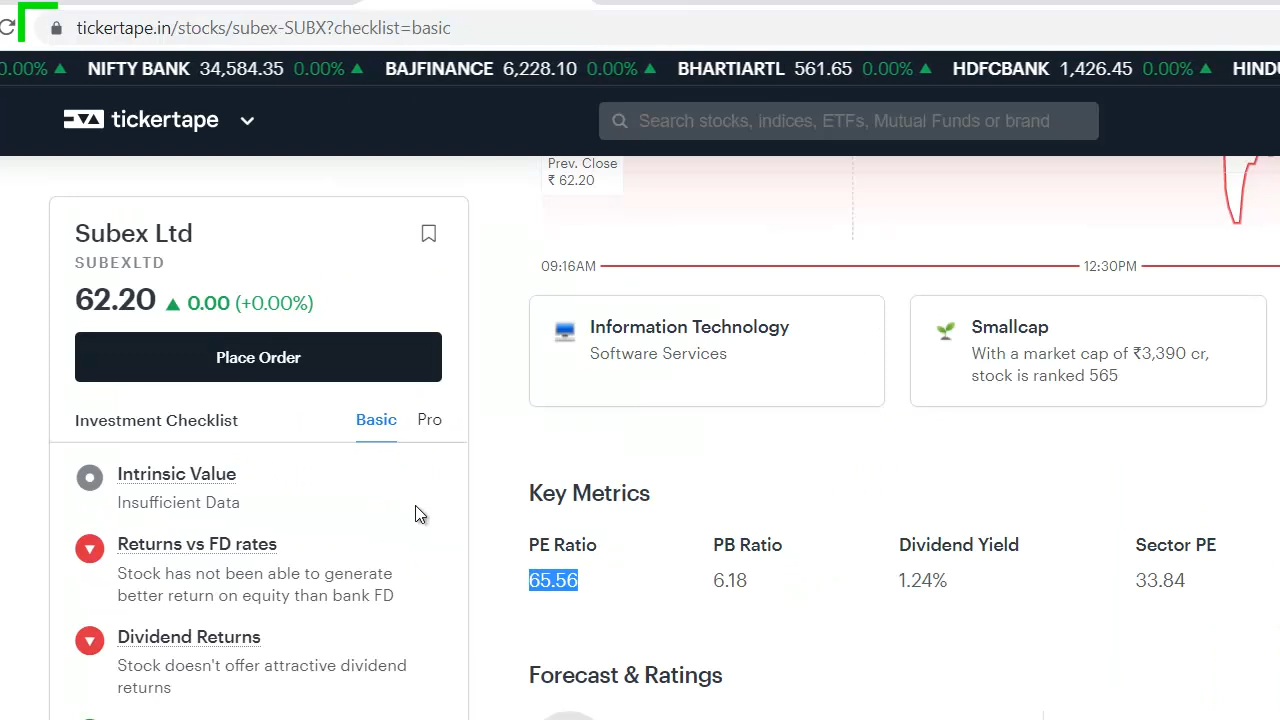 tickertape.in/stocks/subex-SUBX?checklist=basic
0.00% ▲ NIFTY BANK 34,584.35 0.00% ▲ BAJFINANCE 6,228.10 0.00% ▲ BHARTIARTL 561.65 0.00% ▲ HDFCBANK 1,426.45 0.00% ▲ HIND
tickertape
Search stocks, indices, ETFs, Mutual Funds or brand
Prev. Close
₹ 62.20
09:16AM 12:30PM
Subex Ltd
SUBEXLTD
62.20 ▲ 0.00 (+0.00%)
Place Order
Investment Checklist Basic Pro
Intrinsic Value
Insufficient Data
Returns vs FD rates
Stock has not been able to generate
better return on equity than bank FD
Dividend Returns
Stock doesn't offer attractive dividend
returns
Information Technology
Software Services
Smallcap
With a market cap of ₹3,390 cr,
stock is ranked 565
Key Metrics
PE Ratio PB Ratio Dividend Yield Sector PE
65.56 6.18 1.24% 33.84
Forecast & Ratings